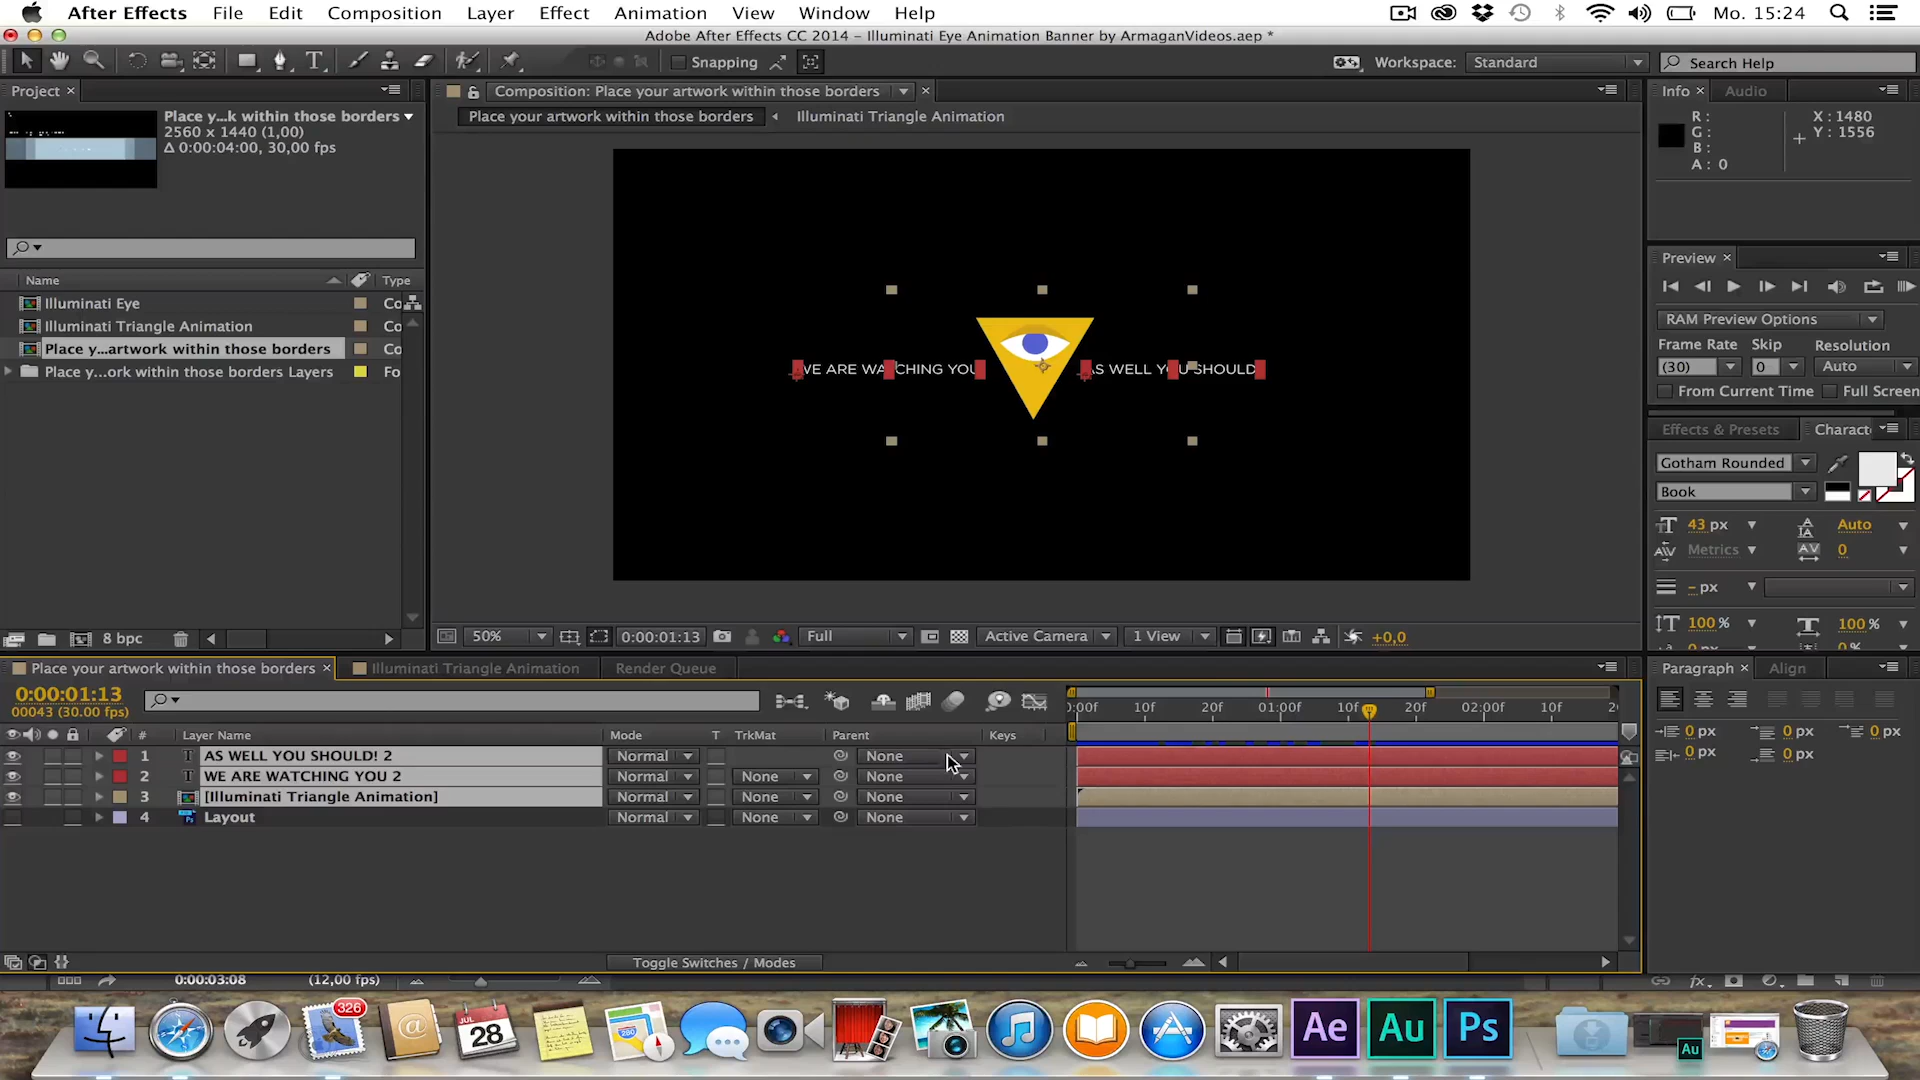 After Effects File Edit Composition Layer Effect Animation View Window Help Mo. 15:24
Adobe After Effects CC 2014 – Illuminati Eye Animation Banner by ArmaganVideos.aep *
Snapping Workspace: Standard Search Help
Project
Place y...k within those borders
2560 x 1440 (1,00)
Δ 0:00:04:00, 30,00 fps
Name Type
Illuminati Eye Co
Illuminati Triangle Animation Co
Place y...artwork within those borders Co
Place y...ork within those borders Layers Fo
8 bpc
Composition: Place your artwork within those borders
Place your artwork within those borders Illuminati Triangle Animation
WE ARE WATCHING YOU AS WELL YOU SHOULD
50% 0:00:01:13 Full Active Camera 1 View +0,0
Info Audio
R: X: 1480
G: Y: 1556
B:
A: 0
Preview
RAM Preview Options
Frame Rate Skip Resolution
(30) 0 Auto
From Current Time Full Screen
Effects & Presets Charact
Gotham Rounded
Book
43 px Auto
Metrics 0
– px
100 % 100 %
Place your artwork within those borders Illuminati Triangle Animation Render Queue
0:00:01:13
00043 (30.00 fps)
0:00f 10f 20f 01:00f 10f 20f 02:00f 10f 20
# Layer Name Mode T TrkMat Parent Keys
1 AS WELL YOU SHOULD! 2 Normal None
2 WE ARE WATCHING YOU 2 Normal None None
3 [Illuminati Triangle Animation] Normal None None
4 Layout Normal None None
Toggle Switches / Modes
0:00:03:08 (12,00 fps)
Paragraph Align
0 px 0 px 0 px
0 px 0 px
326
JUL
28
280
Ae Au Ps
Au